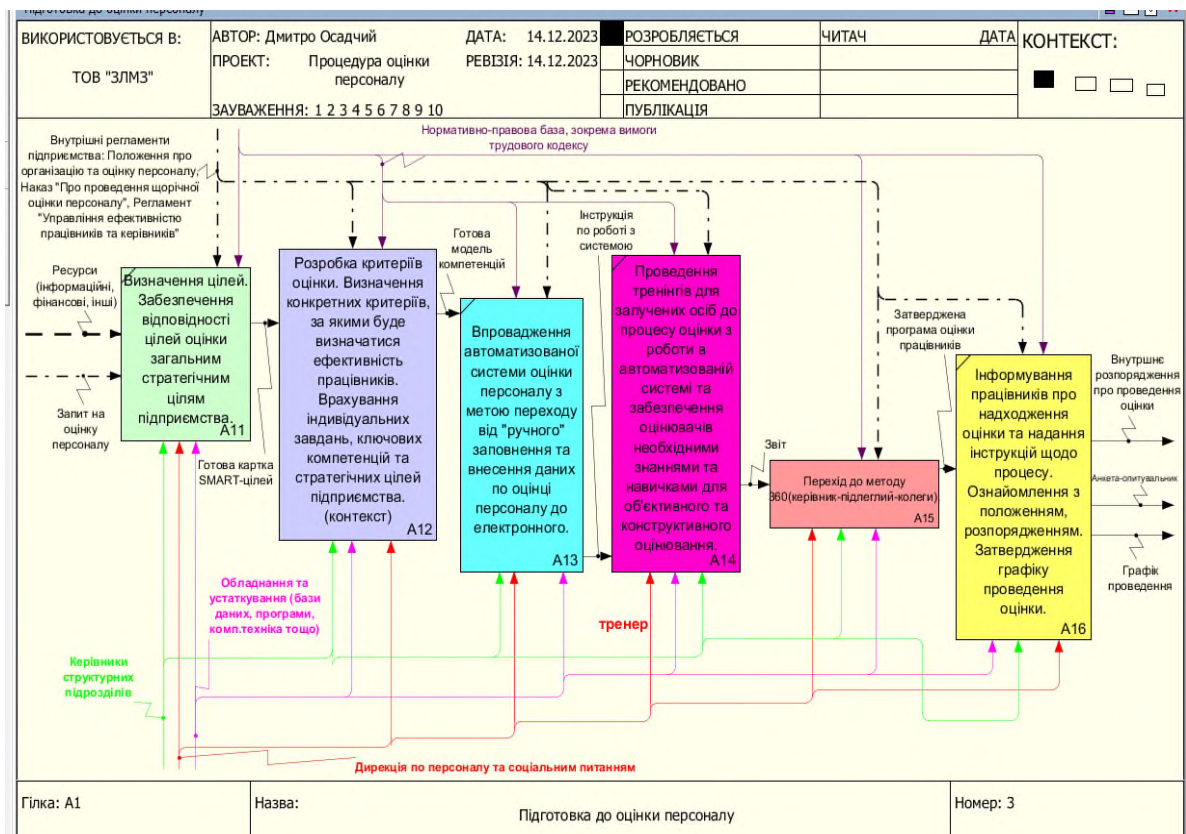 Підготовка до оцінки персоналу
ВИКОРИСТОВУЄТЬСЯ В:
ТОВ "ЗЛМЗ"
АВТОР: Дмитро Осадчий
ДАТА: 14.12.2023
ПРОЕКТ: Процедура оцінки
персоналу
РЕВІЗІЯ: 14.12.2023
ЗАУВАЖЕННЯ: 1 2 3 4 5 6 7 8 9 10
РОЗРОБЛЯЄТЬСЯ
ЧОРНОВИК
РЕКОМЕНДОВАНО
ПУБЛІКАЦІЯ
ЧИТАЧ
ДАТА
КОНТЕКСТ:
Внутрішні регламенти
підприємства: Положення про
організацію та оцінку персоналу,
Наказ "Про проведення щорічної
оцінки персоналу", Регламент
"Управління ефективністю
працівників та керівників"
Нормативно-правова база, зокрема вимоги
трудового кодексу
Ресурси
(інформаційні,
фінансові, інші)
Запит на
оцінку
персоналу
Визначення цілей.
Забезпечення
відповідності
цілей оцінки
загальним
стратегічним
цілям
підприємства.
A11
Готова картка
SMART-цілей
Розробка критеріїв
оцінки. Визначення
конкретних критеріїв,
за якими буде
визначатися
ефективність
працівників.
Врахування
індивідуальних
завдань, ключових
компетенцій та
стратегічних цілей
підприємства.
(контекст)
A12
Готова
модель
компетенцій
Впровадження
автоматизованої
системи оцінки
персоналу з
метою переходу
від "ручного"
заповнення та
внесення даних
по оцінці
персоналу до
електронного.
A13
Інструкція
по роботі з
системою
Проведення
тренінгів для
залучених осіб до
процесу оцінки з
роботи в
автоматизованій
системі та
забезпечення
оцінювачів
необхідними
знаннями та
навичками для
об'єктивного та
конструктивного
оцінювання.
A14
Звіт
Перехід до методу
360(керівник-підлеглий-колеги).
A15
Затверджена
програма оцінки
працівників
Інформування
працівників про
надходження
оцінки та надання
інструкцій щодо
процесу.
Ознайомлення з
положенням,
розпорядженням.
Затвердження
графіку
проведення
оцінки.
A16
Внутршнє
розпорядження
про проведення
оцінки
Анкета-опитувальник
Графік
проведення
Обладнання та
устаткування (бази
даних, програми,
комп.техніка тощо)
тренер
Керівники
структурних
підрозділів
Дирекція по персоналу та соціальним питанням
Гілка: A1
Назва:
Підготовка до оцінки персоналу
Номер: 3